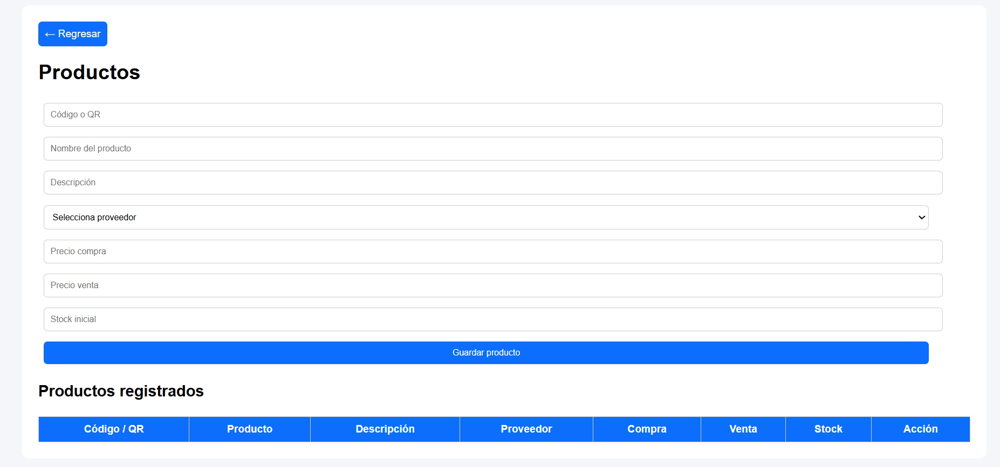 ← Regresar
Productos
Código o QR
Nombre del producto
Descripción
Selecciona proveedor
Precio compra
Precio venta
Stock inicial
Guardar producto
Productos registrados
Código / QR Producto Descripción Proveedor Compra Venta Stock Acción